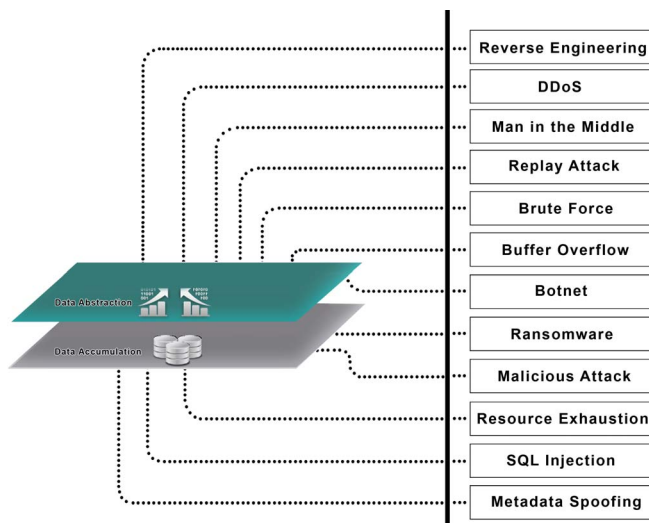 Reverse Engineering
DDoS
Man in the Middle
Replay Attack
Brute Force
Buffer Overflow
Botnet
Ransomware
Malicious Attack
Resource Exhaustion
SQL Injection
Metadata Spoofing
Data Abstraction
Data Accumulation